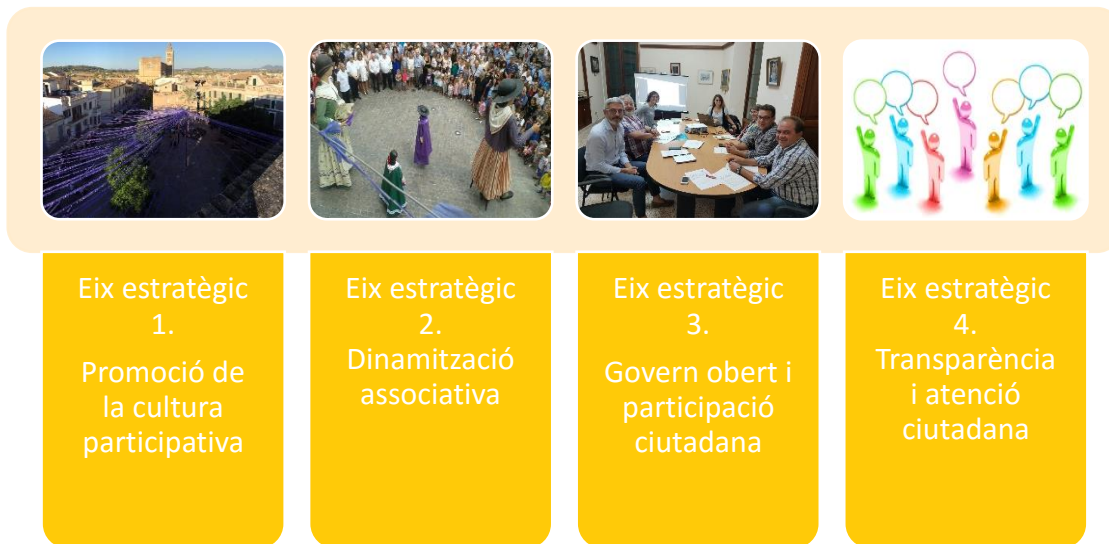 Eix estratègic
1.
Promoció de
la cultura
participativa
Eix estratègic
2.
Dinamització
associativa
Eix estratègic
3.
Govern obert i
participació
ciutadana
Eix estratègic
4.
Transparència
i atenció
ciutadana